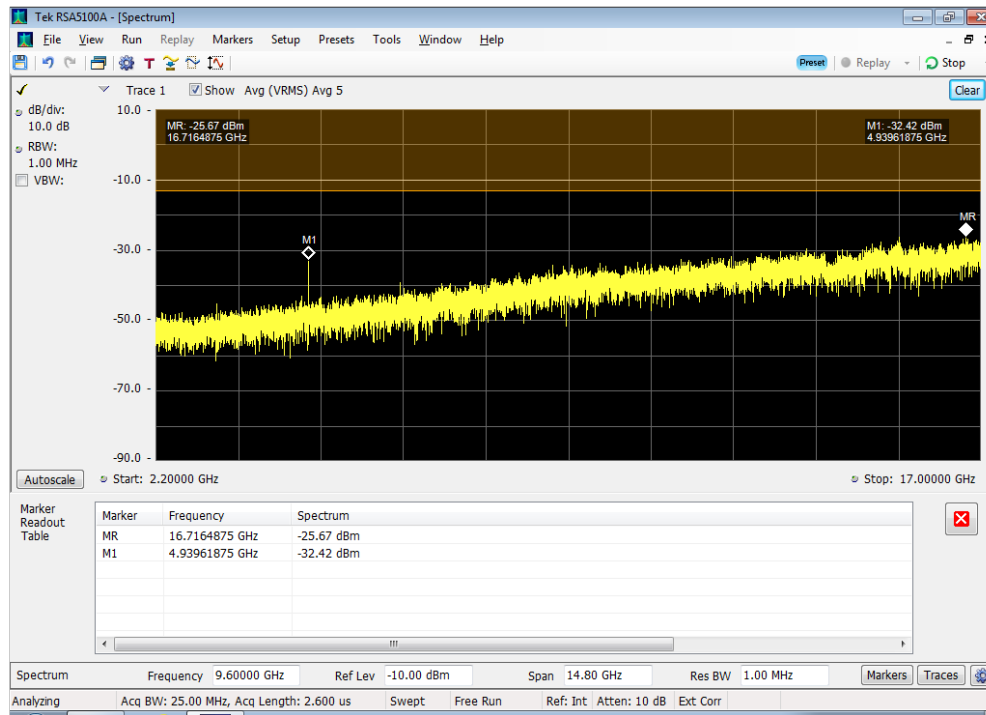 Tek RSA5100A - [Spectrum]
File View Run Replay Markers Setup Presets Tools Window Help
T Preset Replay Stop
Trace 1 Show Avg (VRMS) Avg 5 Clear
dB/div:
10.0 dB
RBW:
1.00 MHz
VBW:
10.0
MR: -25.67 dBm
16.7164875 GHz
M1: -32.42 dBm
4.93961875 GHz
-10.0
MR
M1
-30.0
-50.0
-70.0
-90.0
Autoscale Start: 2.20000 GHz Stop: 17.00000 GHz
Marker
Readout
Table
Marker Frequency Spectrum
MR 16.7164875 GHz -25.67 dBm
M1 4.93961875 GHz -32.42 dBm
Spectrum Frequency 9.60000 GHz Ref Lev -10.00 dBm Span 14.80 GHz Res BW 1.00 MHz Markers Traces
Analyzing Acq BW: 25.00 MHz, Acq Length: 2.600 us Swept Free Run Ref: Int Atten: 10 dB Ext Corr